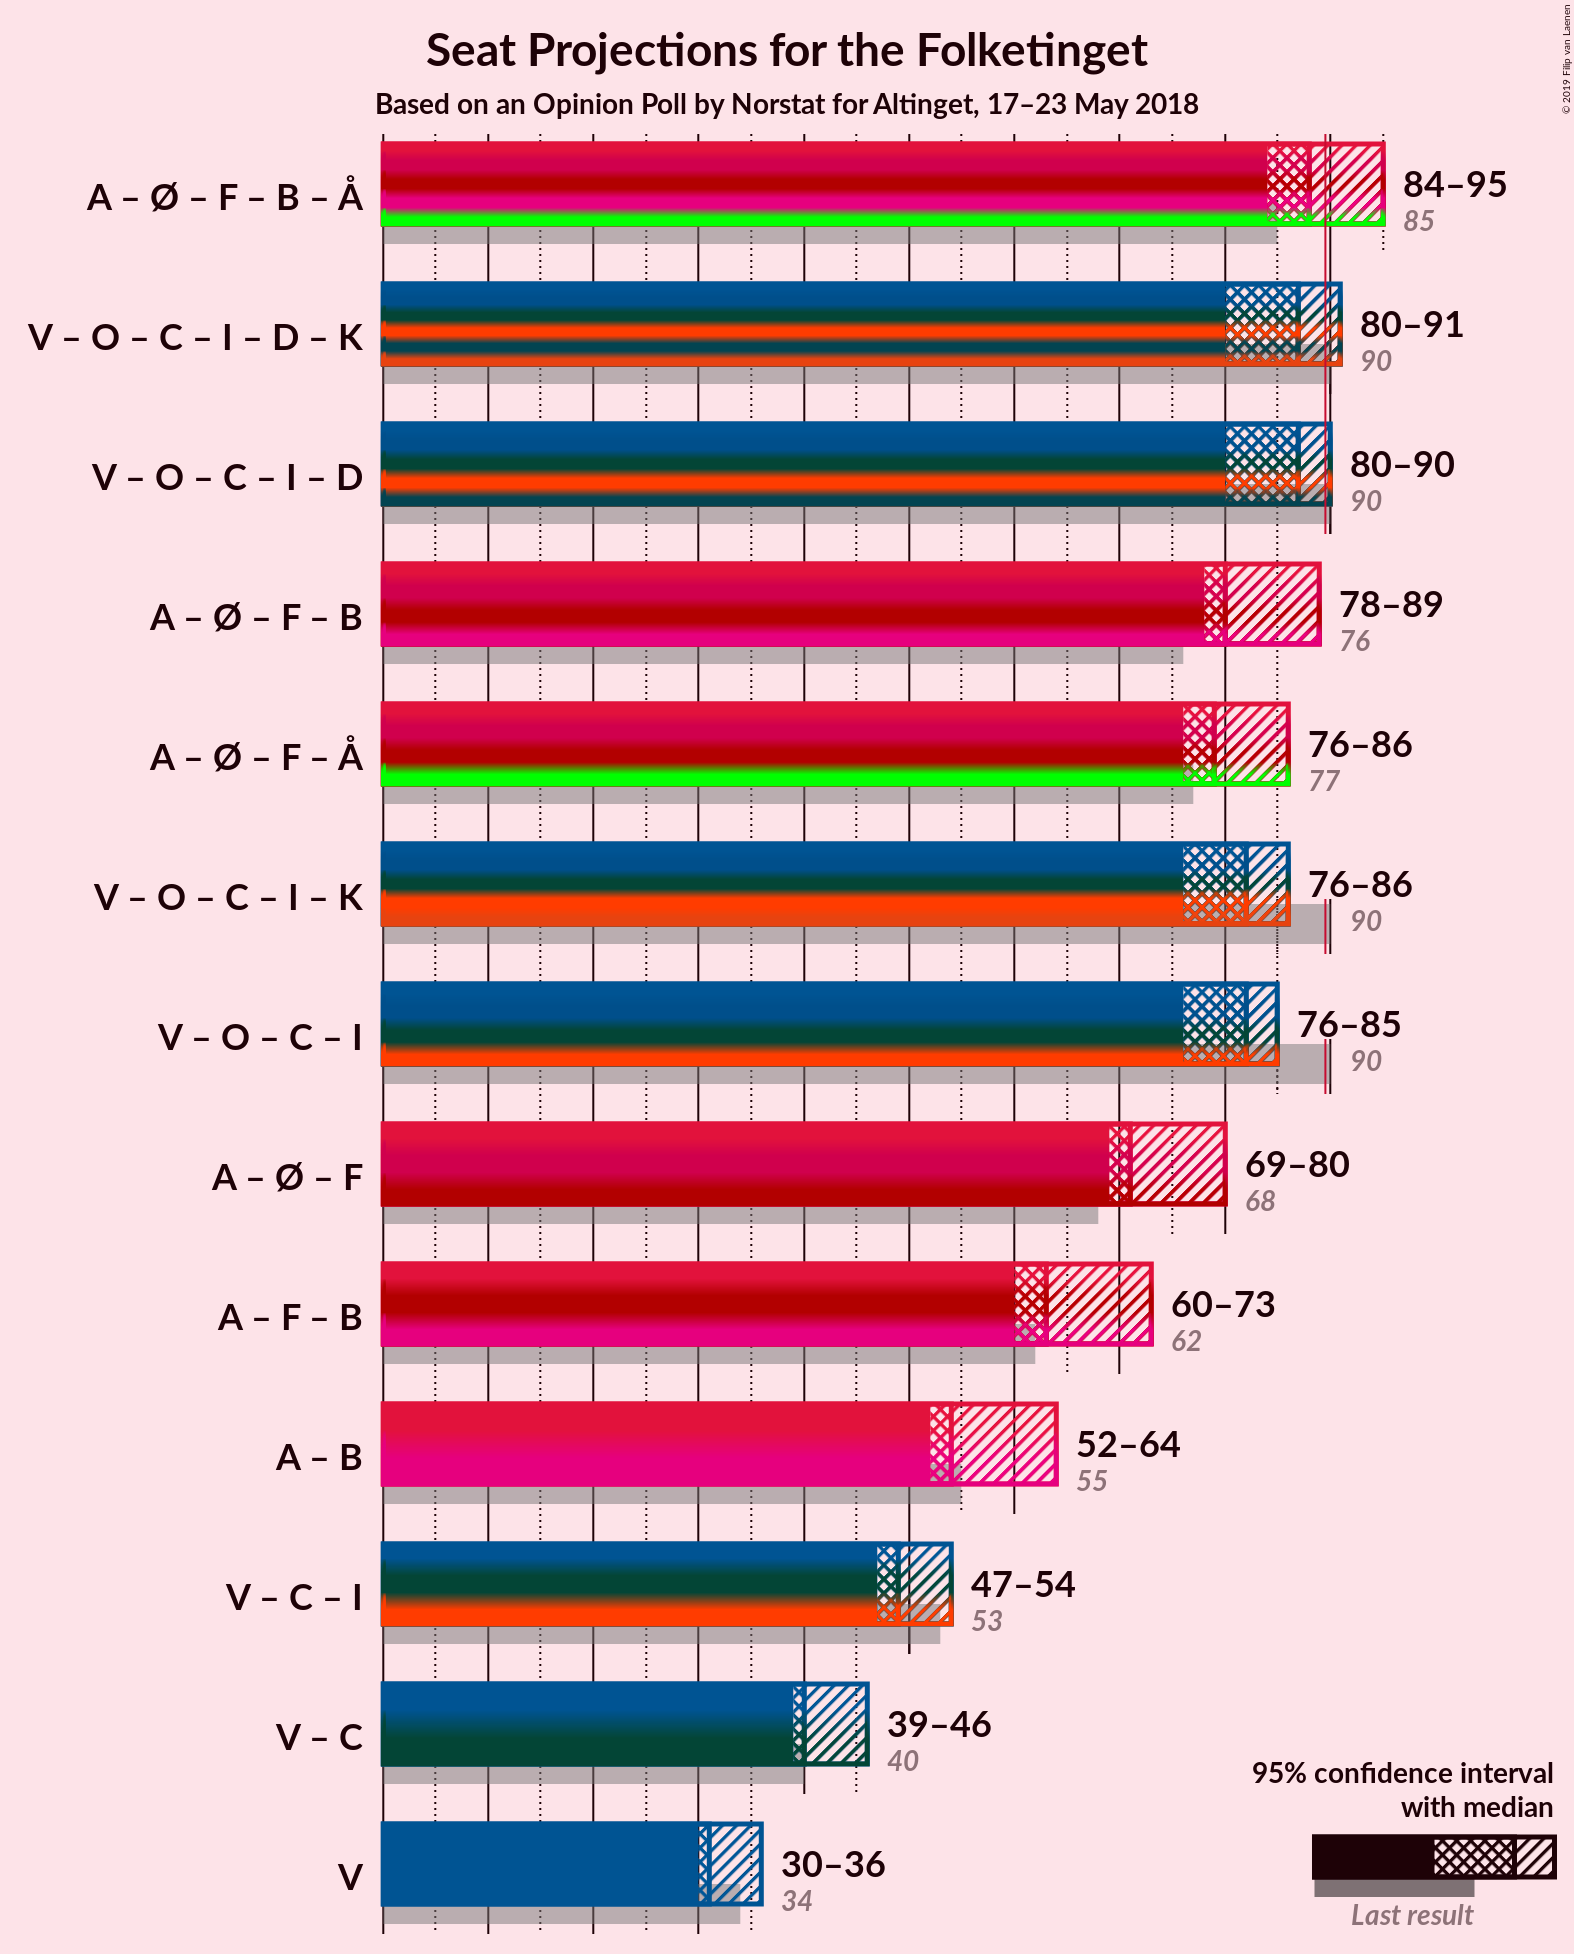 Seat Projections for the Folketinget
Based on an Opinion Poll by Norstat for Altinget, 17–23 May 2018
© 2019 Filip van Laenen
A – Ø – F – B – Å
84–95
85
V – O – C – I – D – K
80–91
90
V – O – C – I – D
80–90
90
A – Ø – F – B
78–89
76
A – Ø – F – Å
76–86
77
V – O – C – I – K
76–86
90
V – O – C – I
76–85
90
A – Ø – F
69–80
68
A – F – B
60–73
62
A – B
52–64
55
V – C – I
47–54
53
V – C
39–46
40
V
30–36
34
95% confidence interval
with median
Last result